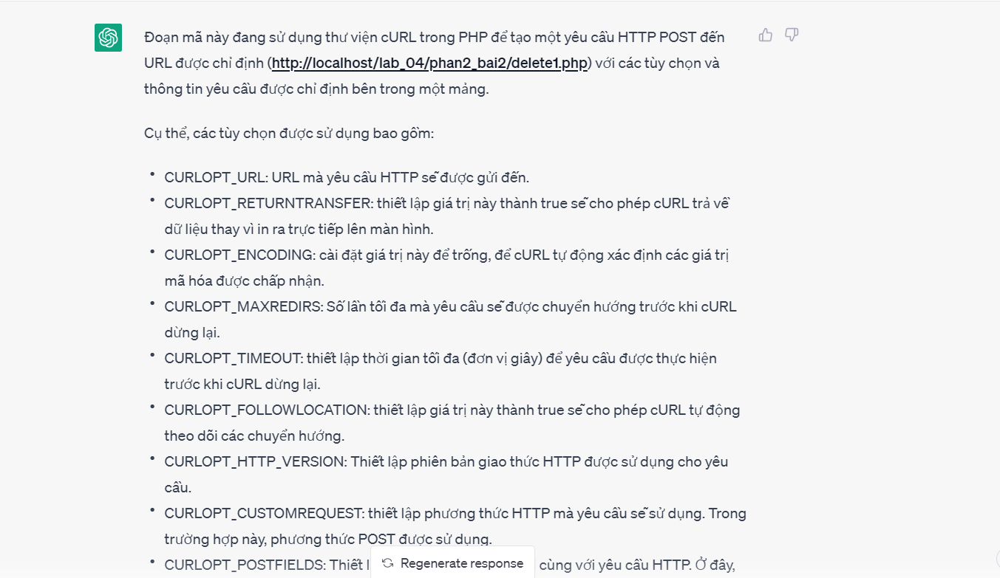 Đoạn mã này đang sử dụng thư viện cURL trong PHP để tạo một yêu cầu HTTP POST đến
URL được chỉ định (http://localhost/lab_04/phan2_bai2/delete1.php) với các tùy chọn và
thông tin yêu cầu được chỉ định bên trong một mảng.
Cụ thể, các tùy chọn được sử dụng bao gồm:
• CURLOPT_URL: URL mà yêu cầu HTTP sẽ được gửi đến.
• CURLOPT_RETURNTRANSFER: thiết lập giá trị này thành true sẽ cho phép cURL trả về
dữ liệu thay vì in ra trực tiếp lên màn hình.
• CURLOPT_ENCODING: cài đặt giá trị này để trống, để cURL tự động xác định các giá trị
mã hóa được chấp nhận.
• CURLOPT_MAXREDIRS: Số lần tối đa mà yêu cầu sẽ được chuyển hướng trước khi cURL
dừng lại.
• CURLOPT_TIMEOUT: thiết lập thời gian tối đa (đơn vị giây) để yêu cầu được thực hiện
trước khi cURL dừng lại.
• CURLOPT_FOLLOWLOCATION: thiết lập giá trị này thành true sẽ cho phép cURL tự động
theo dõi các chuyển hướng.
• CURLOPT_HTTP_VERSION: Thiết lập phiên bản giao thức HTTP được sử dụng cho yêu
cầu.
• CURLOPT_CUSTOMREQUEST: thiết lập phương thức HTTP mà yêu cầu sẽ sử dụng. Trong
trường hợp này, phương thức POST được sử dụng.
• CURLOPT_POSTFIELDS: Thiết l cùng với yêu cầu HTTP. Ở đây,
Regenerate response